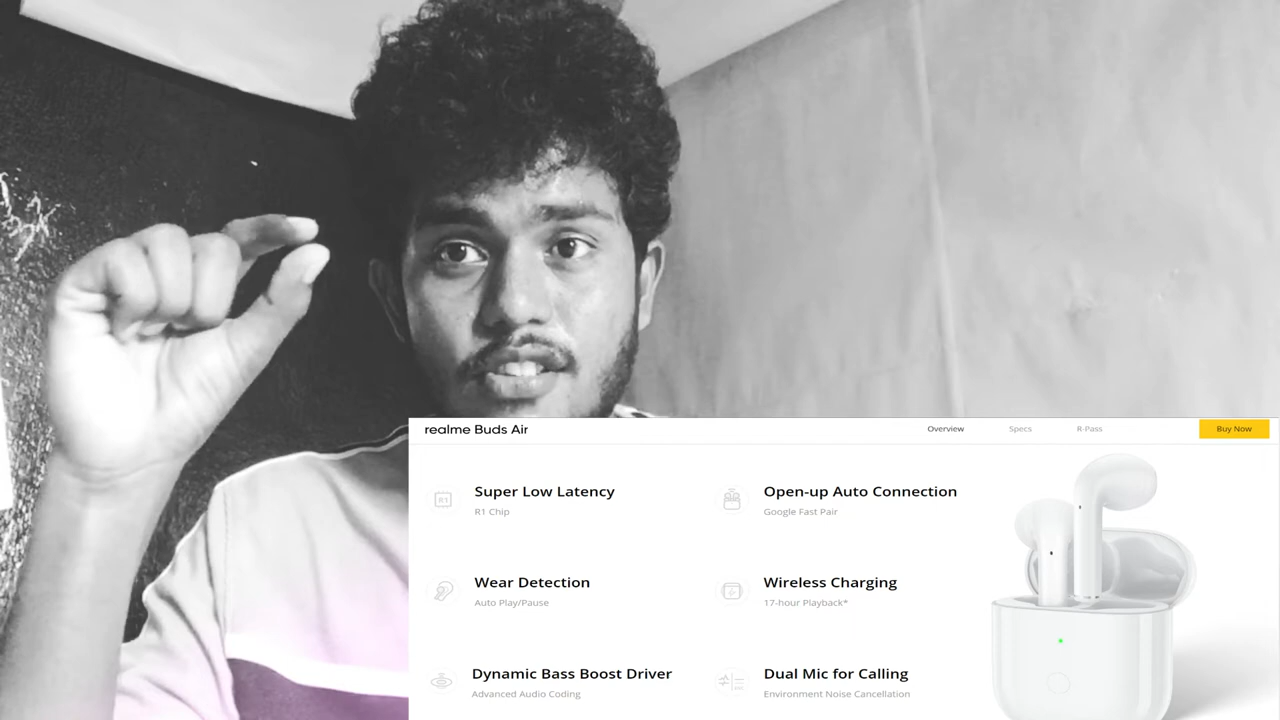 realme Buds Air
Overview
Specs
R-Pass
Buy Now
Super Low Latency
R1 Chip
Open-up Auto Connection
Google Fast Pair
Wear Detection
Auto Play/Pause
Wireless Charging
17-hour Playback*
Dynamic Bass Boost Driver
Advanced Audio Coding
Dual Mic for Calling
Environment Noise Cancellation